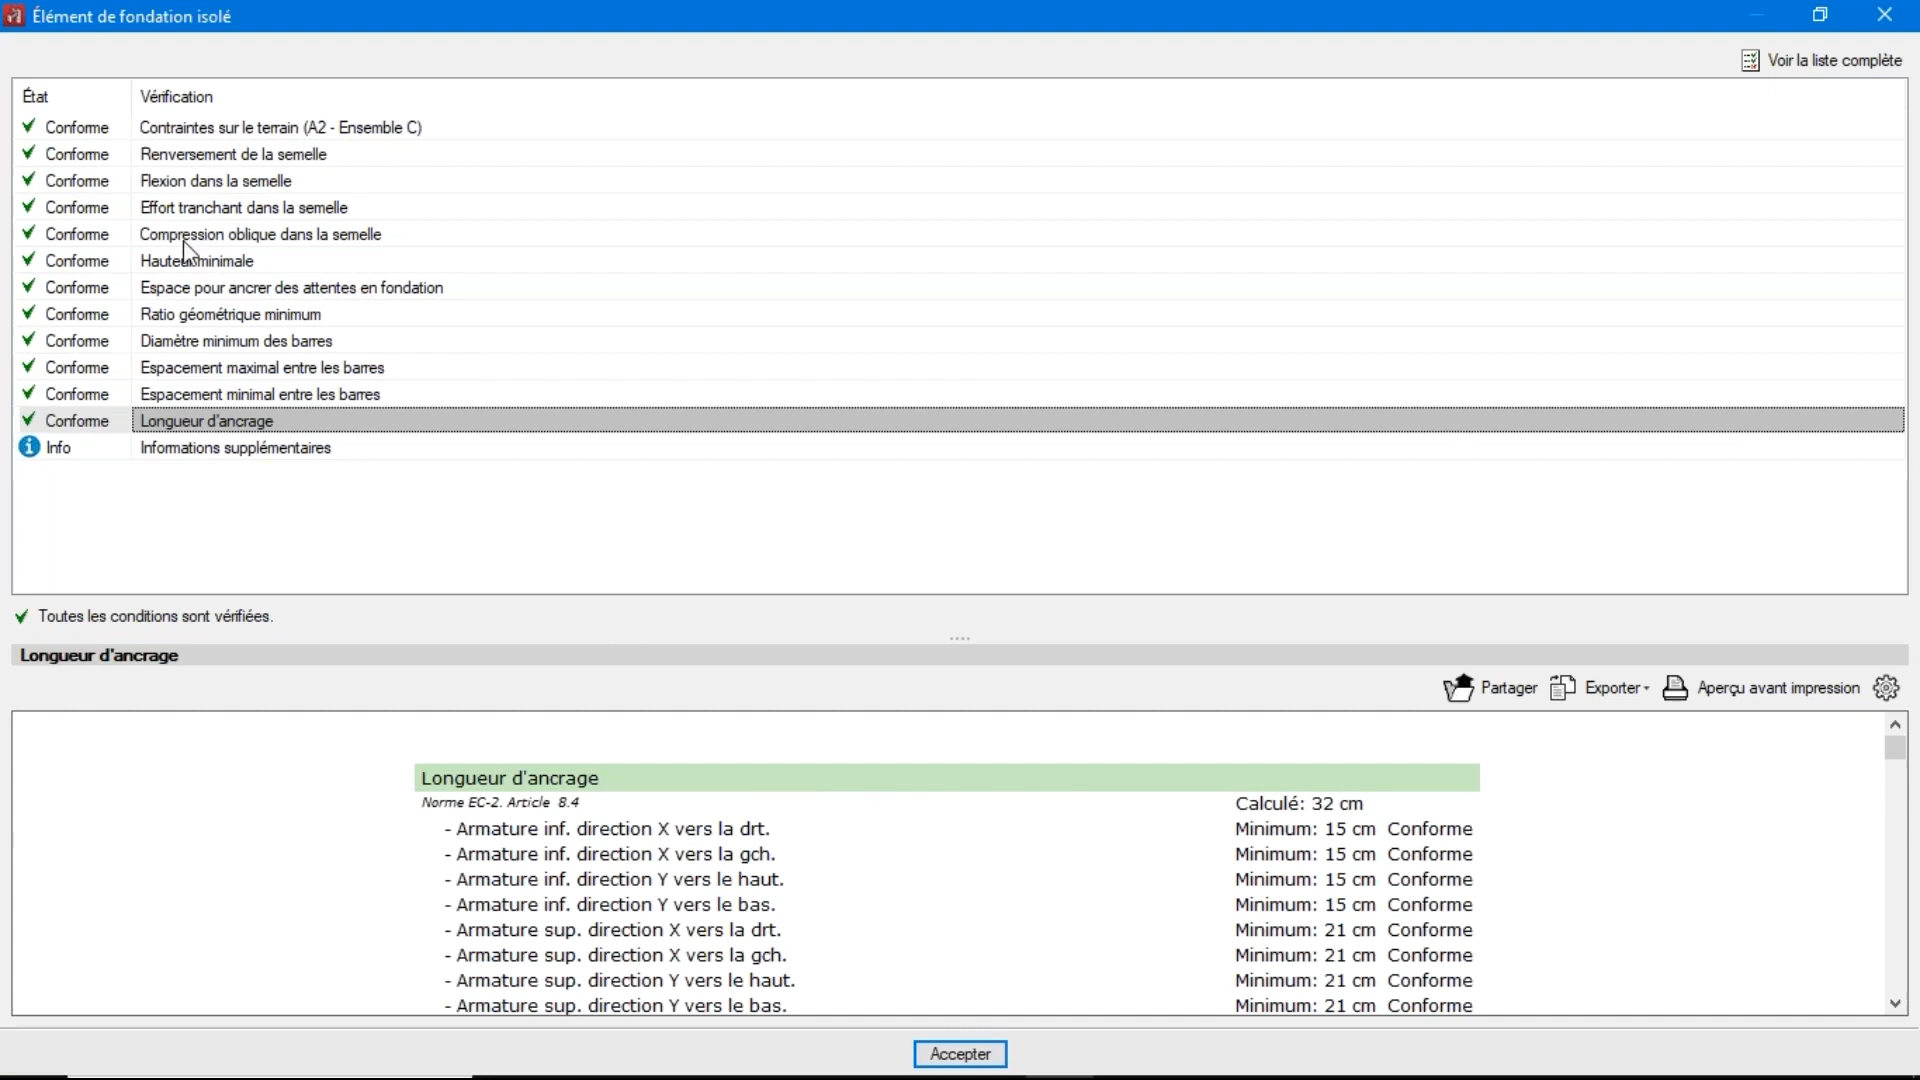 Élément de fondation isolé
Voir la liste complète
État Vérification
Conforme Contraintes sur le terrain (A2 - Ensemble C)
Conforme Renversement de la semelle
Conforme Flexion dans la semelle
Conforme Effort tranchant dans la semelle
Conforme Compression oblique dans la semelle
Conforme Hauteur minimale
Conforme Espace pour ancrer des attentes en fondation
Conforme Ratio géométrique minimum
Conforme Diamètre minimum des barres
Conforme Espacement maximal entre les barres
Conforme Espacement minimal entre les barres
Conforme Longueur d'ancrage
Info Informations supplémentaires
Toutes les conditions sont vérifiées.
Longueur d'ancrage
Partager Exporter Aperçu avant impression
Longueur d'ancrage
Norme EC-2. Article 8.4 Calculé: 32 cm
- Armature inf. direction X vers la drt. Minimum: 15 cm Conforme
- Armature inf. direction X vers la gch. Minimum: 15 cm Conforme
- Armature inf. direction Y vers le haut. Minimum: 15 cm Conforme
- Armature inf. direction Y vers le bas. Minimum: 15 cm Conforme
- Armature sup. direction X vers la drt. Minimum: 21 cm Conforme
- Armature sup. direction X vers la gch. Minimum: 21 cm Conforme
- Armature sup. direction Y vers le haut. Minimum: 21 cm Conforme
- Armature sup. direction Y vers le bas. Minimum: 21 cm Conforme
Accepter